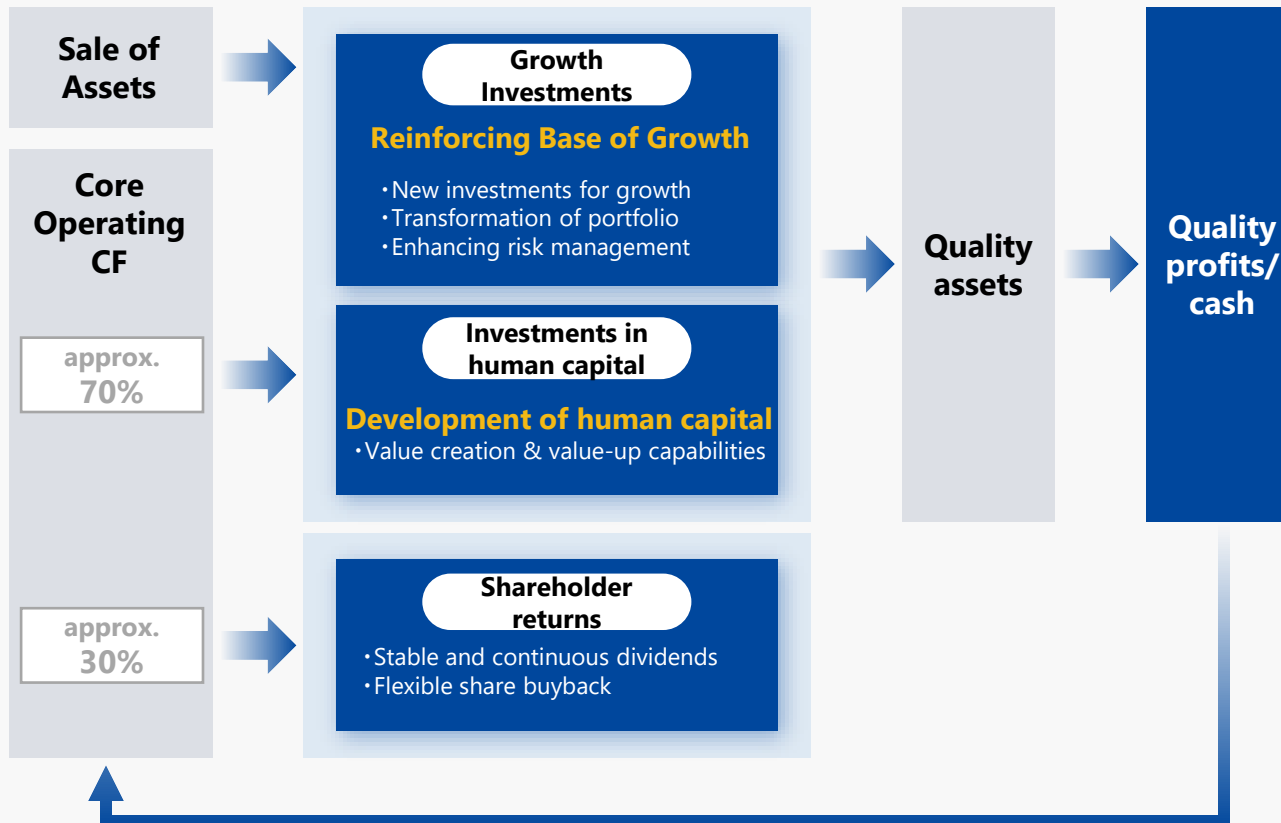 Sale of
Assets
Core
Operating
CF
approx.
70%
approx.
30%
Growth
Investments
Reinforcing Base of Growth
・New investments for growth
・Transformation of portfolio
・Enhancing risk management
Investments in
human capital
Development of human capital
・Value creation & value-up capabilities
Shareholder
returns
・Stable and continuous dividends
・Flexible share buyback
Quality
assets
Quality
profits/
cash